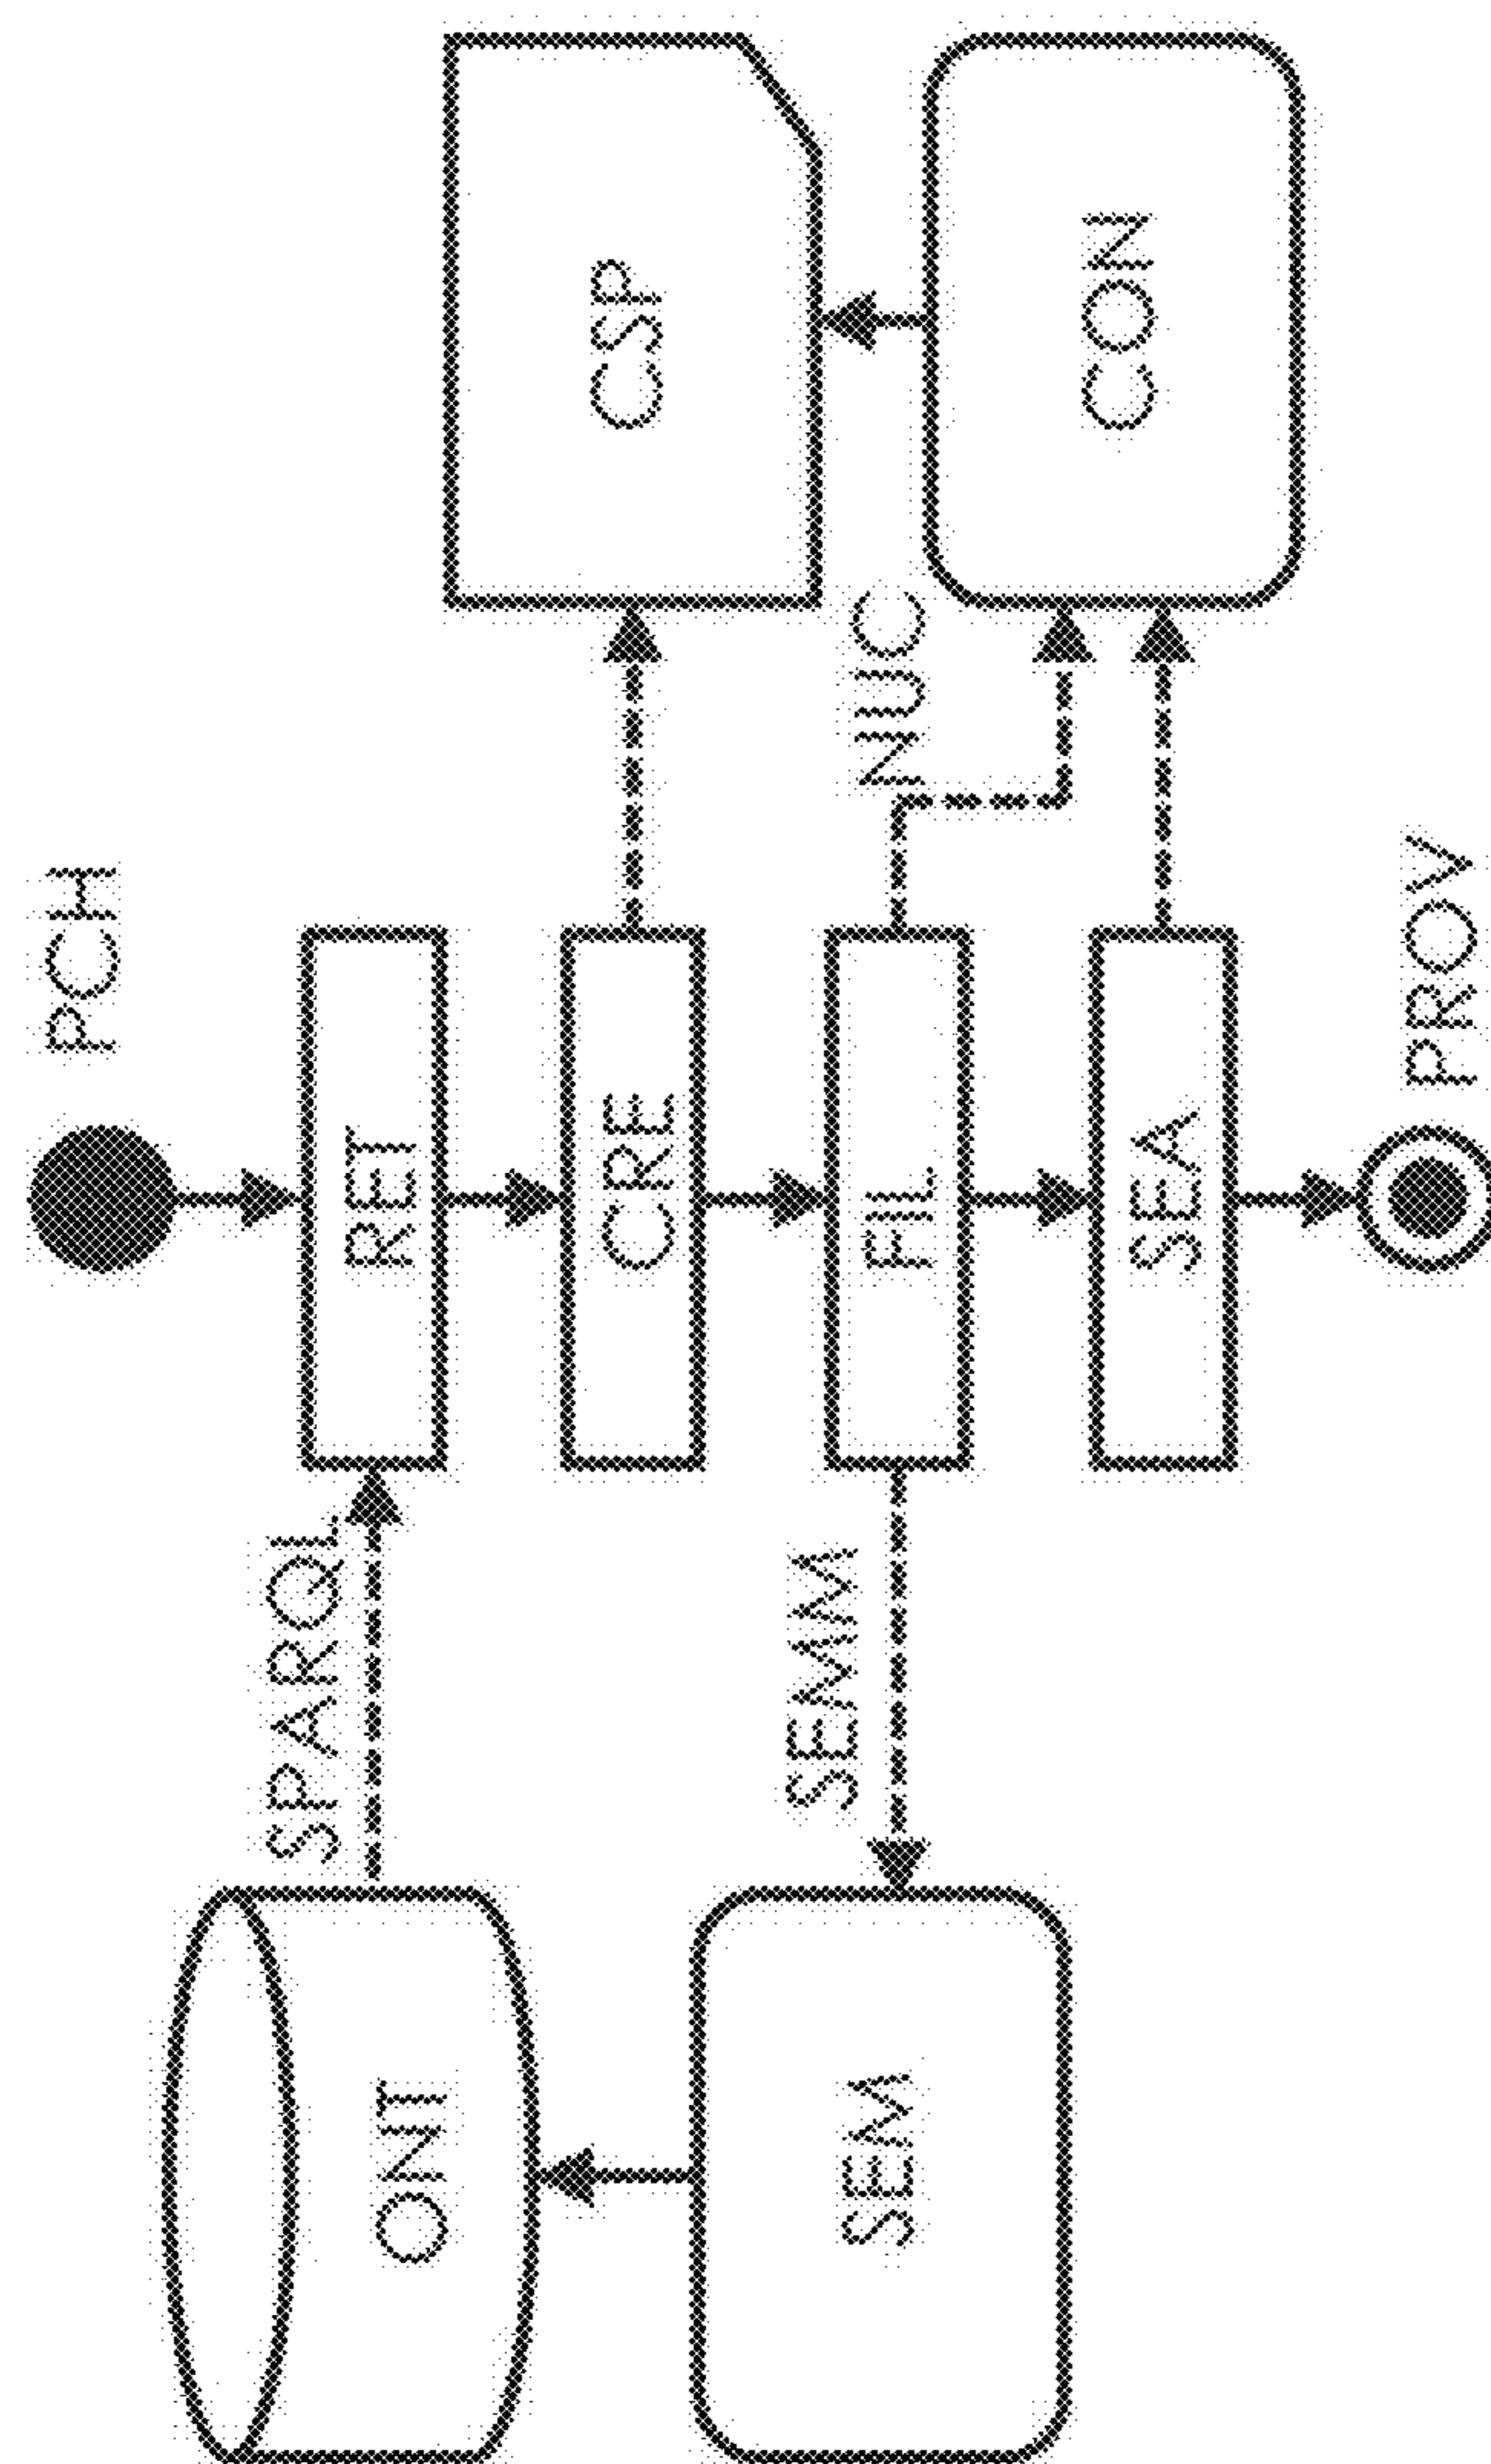 PCH
SPARQL
RET
ONT
CRE
CSP
SEMM
FIL
NUC
SEM
SEA
CON
PROV